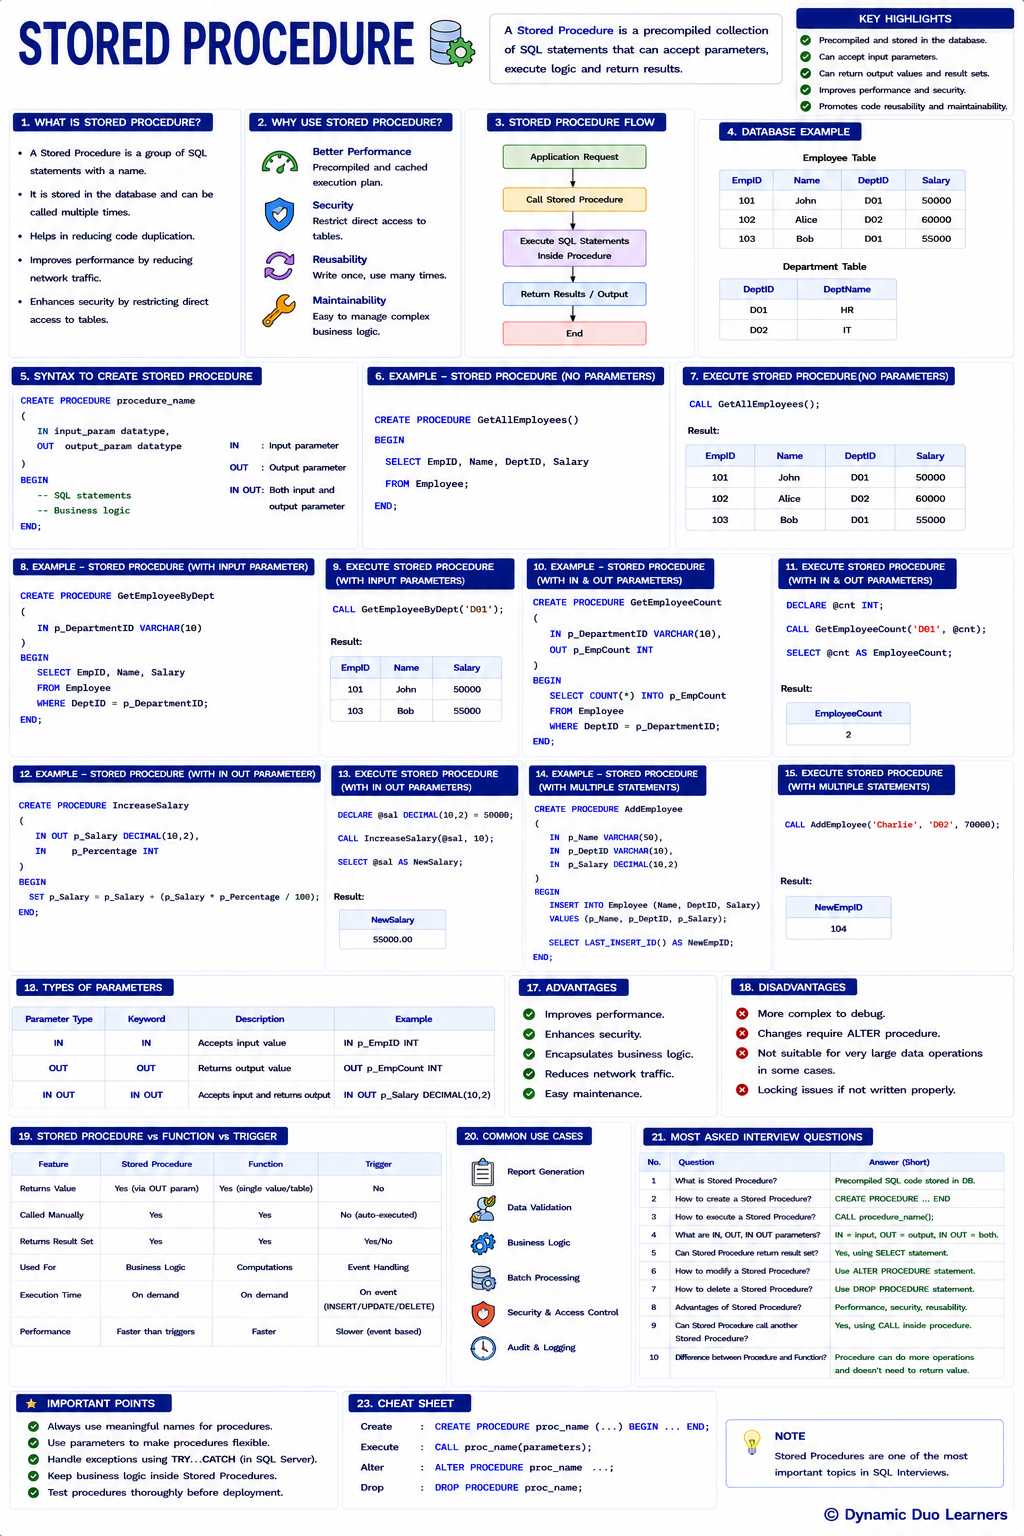 STORED PROCEDURE
A Stored Procedure is a precompiled collection
of SQL statements that can accept parameters,
execute logic and return results.
KEY HIGHLIGHTS
Precompiled and stored in the database.
Can accept input parameters.
Can return output values and result sets.
Improves performance and security.
Promotes code reusability and maintainability.
1. WHAT IS STORED PROCEDURE?
• A Stored Procedure is a group of SQL
statements with a name.
• It is stored in the database and can be
called multiple times.
• Helps in reducing code duplication.
• Improves performance by reducing
network traffic.
• Enhances security by restricting direct
access to tables.
2. WHY USE STORED PROCEDURE?
Better Performance
Precompiled and cached
execution plan.
Security
Restrict direct access to
tables.
Reusability
Write once, use many times.
Maintainability
Easy to manage complex
business logic.
3. STORED PROCEDURE FLOW
Application Request
Call Stored Procedure
Execute SQL Statements
Inside Procedure
Return Results / Output
End
4. DATABASE EXAMPLE
Employee Table
EmpID Name DeptID Salary
101 John D01 50000
102 Alice D02 60000
103 Bob D01 55000
Department Table
DeptID DeptName
D01 HR
D02 IT
5. SYNTAX TO CREATE STORED PROCEDURE
CREATE PROCEDURE procedure_name
(
IN input_param datatype,
OUT output_param datatype
)
BEGIN
-- SQL statements
-- Business logic
END;
IN : Input parameter
OUT : Output parameter
IN OUT: Both input and
output parameter
6. EXAMPLE – STORED PROCEDURE (NO PARAMETERS)
CREATE PROCEDURE GetAllEmployees()
BEGIN
SELECT EmpID, Name, DeptID, Salary
FROM Employee;
END;
7. EXECUTE STORED PROCEDURE(NO PARAMETERS)
CALL GetAllEmployees();
Result:
EmpID Name DeptID Salary
101 John D01 50000
102 Alice D02 60000
103 Bob D01 55000
8. EXAMPLE – STORED PROCEDURE (WITH INPUT PARAMETER)
CREATE PROCEDURE GetEmployeeByDept
(
IN p_DepartmentID VARCHAR(10)
)
BEGIN
SELECT EmpID, Name, Salary
FROM Employee
WHERE DeptID = p_DepartmentID;
END;
9. EXECUTE STORED PROCEDURE
(WITH INPUT PARAMETERS)
CALL GetEmployeeByDept('D01');
Result:
EmpID Name Salary
101 John 50000
103 Bob 55000
10. EXAMPLE – STORED PROCEDURE
(WITH IN & OUT PARAMETERS)
CREATE PROCEDURE GetEmployeeCount
(
IN p_DepartmentID VARCHAR(10),
OUT p_EmpCount INT
)
BEGIN
SELECT COUNT(*) INTO p_EmpCount
FROM Employee
WHERE DeptID = p_DepartmentID;
END;
11. EXECUTE STORED PROCEDURE
(WITH IN & OUT PARAMETERS)
DECLARE @cnt INT;
CALL GetEmployeeCount('D01', @cnt);
SELECT @cnt AS EmployeeCount;
Result:
EmployeeCount
2
12. EXAMPLE – STORED PROCEDURE (WITH IN OUT PARAMETEER)
CREATE PROCEDURE IncreaseSalary
(
IN OUT p_Salary DECIMAL(10,2),
IN p_Percentage INT
)
BEGIN
SET p_Salary = p_Salary + (p_Salary * p_Percentage / 100);
END;
13. EXECUTE STORED PROCEDURE
(WITH IN OUT PARAMETERS)
DECLARE @sal DECIMAL(10,2) = 50000;
CALL IncreaseSalary(@sal, 10);
SELECT @sal AS NewSalary;
Result:
NewSalary
55000.00
14. EXAMPLE – STORED PROCEDURE
(WITH MULTIPLE STATEMENTS)
CREATE PROCEDURE AddEmployee
(
IN p_Name VARCHAR(50),
IN p_DeptID VARCHAR(10),
IN p_Salary DECIMAL(10,2)
)
BEGIN
INSERT INTO Employee (Name, DeptID, Salary)
VALUES (p_Name, p_DeptID, p_Salary);
SELECT LAST_INSERT_ID() AS NewEmpID;
END;
15. EXECUTE STORED PROCEDURE
(WITH MULTIPLE STATEMENTS)
CALL AddEmployee('Charlie', 'D02', 70000);
Result:
NewEmpID
104
12. TYPES OF PARAMETERS
Parameter Type Keyword Description Example
IN IN Accepts input value IN p_EmpID INT
OUT OUT Returns output value OUT p_EmpCount INT
IN OUT IN OUT Accepts input and returns output IN OUT p_Salary DECIMAL(10,2)
17. ADVANTAGES
Improves performance.
Enhances security.
Encapsulates business logic.
Reduces network traffic.
Easy maintenance.
18. DISADVANTAGES
More complex to debug.
Changes require ALTER procedure.
Not suitable for very large data operations
in some cases.
Locking issues if not written properly.
19. STORED PROCEDURE vs FUNCTION vs TRIGGER
Feature Stored Procedure Function Trigger
Returns Value Yes (via OUT param) Yes (single value/table) No
Called Manually Yes Yes No (auto-executed)
Returns Result Set Yes Yes Yes/No
Used For Business Logic Computations Event Handling
Execution Time On demand On demand On event
(INSERT/UPDATE/DELETE)
Performance Faster than triggers Faster Slower (event based)
20. COMMON USE CASES
Report Generation
Data Validation
Business Logic
Batch Processing
Security & Access Control
Audit & Logging
21. MOST ASKED INTERVIEW QUESTIONS
No. Question Answer (Short)
1 What is Stored Procedure? Precompiled SQL code stored in DB.
2 How to create a Stored Procedure? CREATE PROCEDURE ... END
3 How to execute a Stored Procedure? CALL procedure_name();
4 What are IN, OUT, IN OUT parameters? IN = input, OUT = output, IN OUT = both.
5 Can Stored Procedure return result set? Yes, using SELECT statement.
6 How to modify a Stored Procedure? Use ALTER PROCEDURE statement.
7 How to delete a Stored Procedure? Use DROP PROCEDURE statement.
8 Advantages of Stored Procedure? Performance, security, reusability.
9 Can Stored Procedure call another Yes, using CALL inside procedure.
Stored Procedure?
10 Difference between Procedure and Function? Procedure can do more operations
and doesn't need to return value.
IMPORTANT POINTS
Always use meaningful names for procedures.
Use parameters to make procedures flexible.
Handle exceptions using TRY...CATCH (in SQL Server).
Keep business logic inside Stored Procedures.
Test procedures thoroughly before deployment.
23. CHEAT SHEET
Create : CREATE PROCEDURE proc_name (...) BEGIN ... END;
Execute : CALL proc_name(parameters);
Alter : ALTER PROCEDURE proc_name ...;
Drop : DROP PROCEDURE proc_name;
NOTE
Stored Procedures are one of the most
important topics in SQL Interviews.
© Dynamic Duo Learners